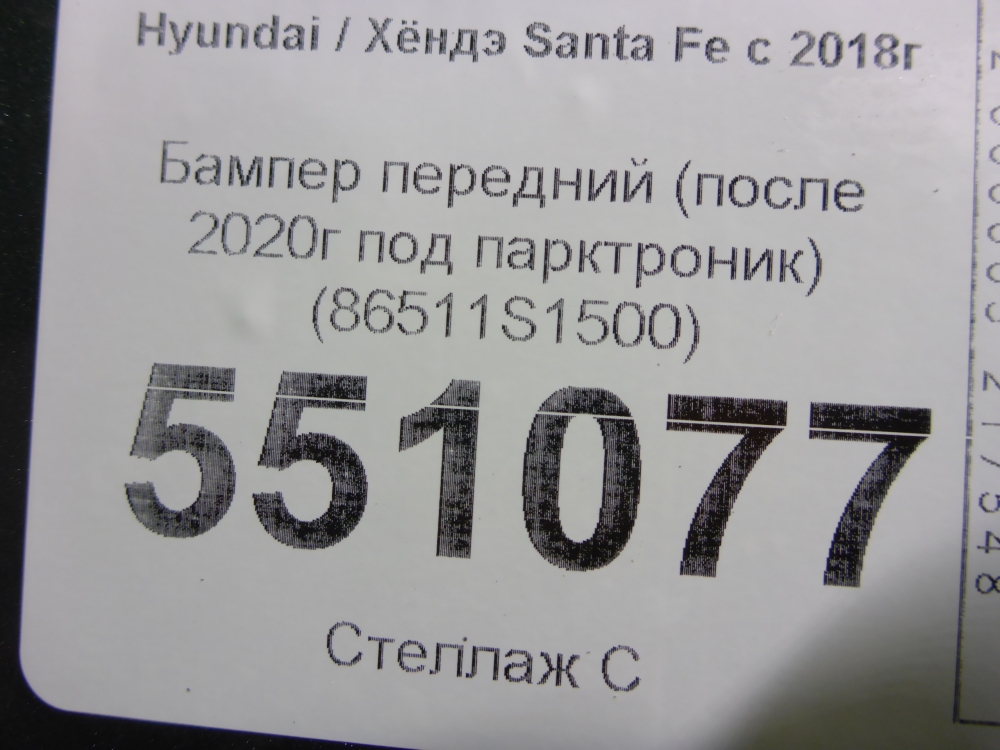 Hyundai / Хёндэ Santa Fe с 2018г
Бампер передний (после
2020г под парктроник)
(86511S1500)
551077
Стеллаж С